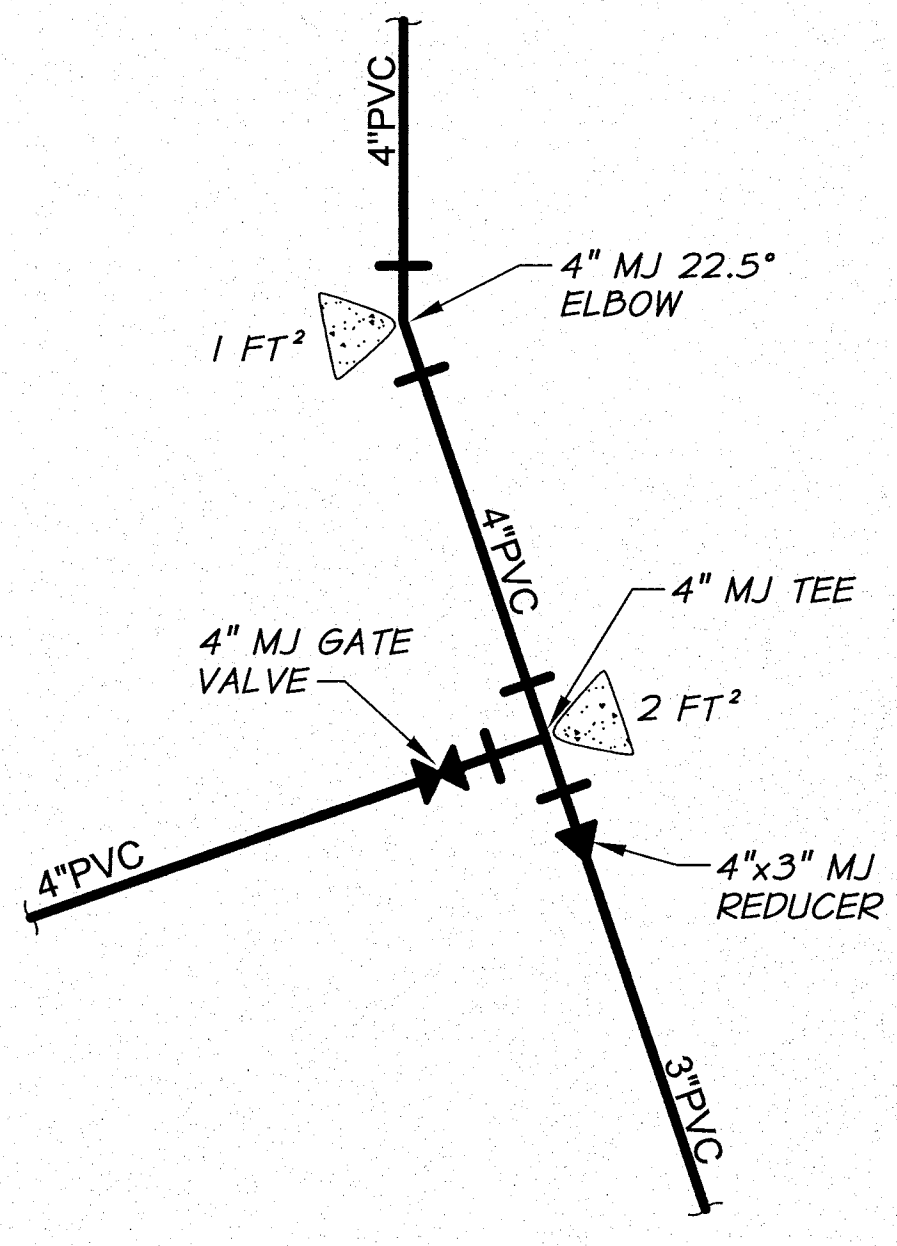 4"PVC
4" MJ 22.5°
ELBOW
1 FT²
4"PVC
4" MJ TEE
4" MJ GATE
VALVE
2 FT²
4"PVC
4"x3" MJ
REDUCER
3"PVC